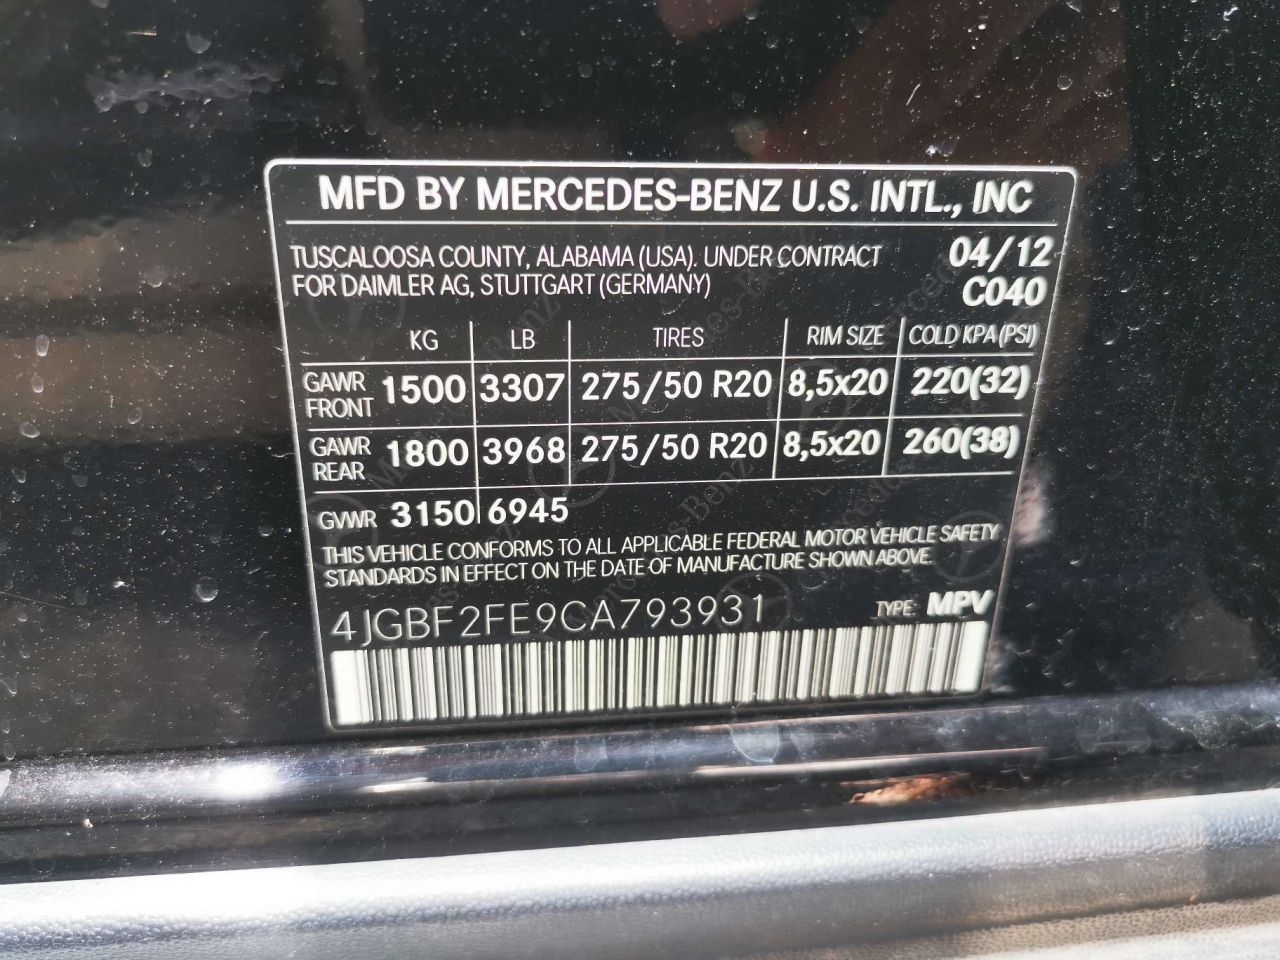 MFD BY MERCEDES-BENZ U.S. INTL., INC
TUSCALOOSA COUNTY, ALABAMA (USA). UNDER CONTRACT 04/12
FOR DAIMLER AG, STUTTGART (GERMANY) C040
KG LB TIRES RIM SIZE COLD KPA (PSI)
GAWR FRONT 1500 3307 275/50 R20 8,5x20 220(32)
GAWR REAR 1800 3968 275/50 R20 8,5x20 260(38)
GVWR 3150 6945
THIS VEHICLE CONFORMS TO ALL APPLICABLE FEDERAL MOTOR VEHICLE SAFETY
STANDARDS IN EFFECT ON THE DATE OF MANUFACTURE SHOWN ABOVE.
4JGBF2FE9CA793931 TYPE: MPV